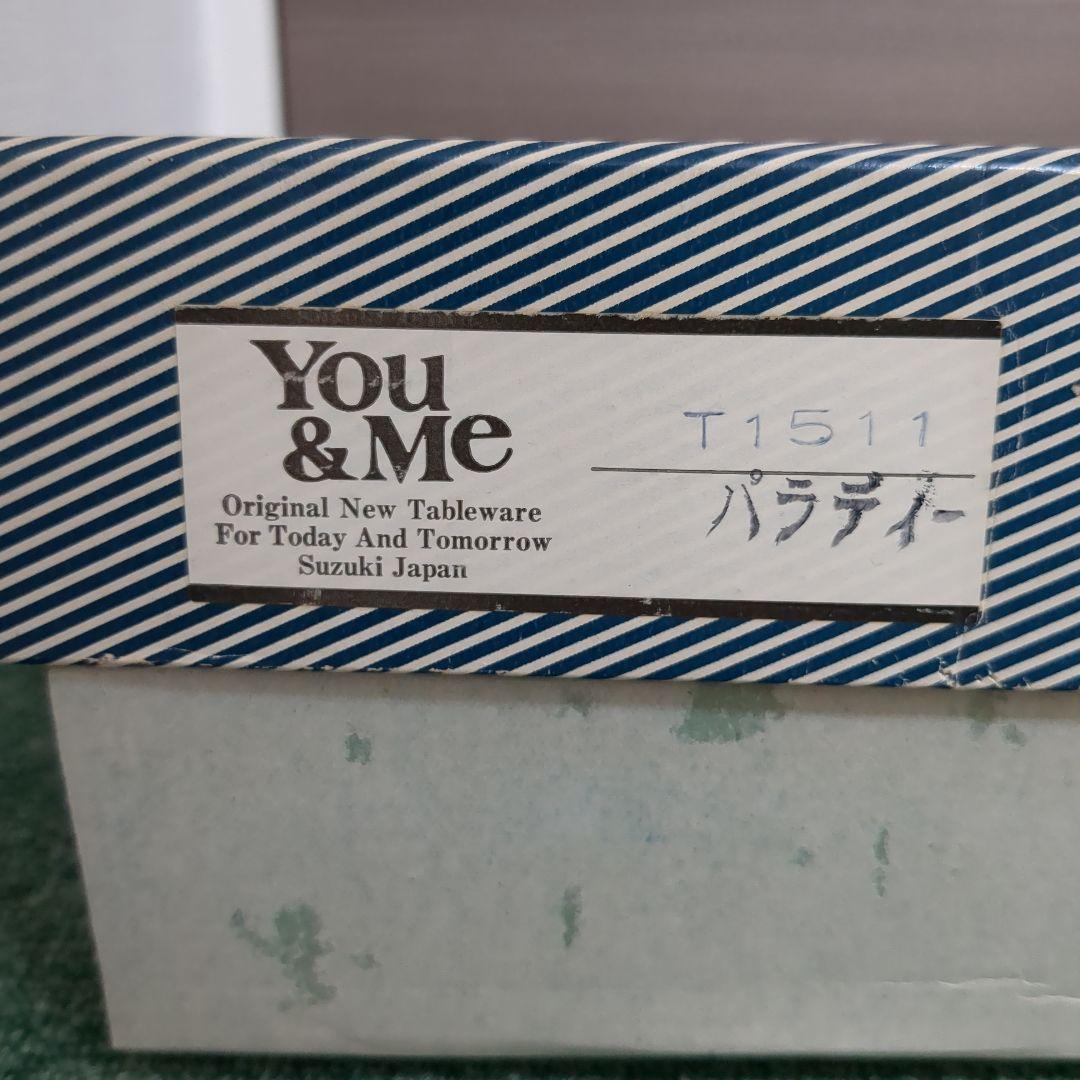 You
& Me
Original New Tableware
For Today And Tomorrow
Suzuki Japan
T1511
パラディー